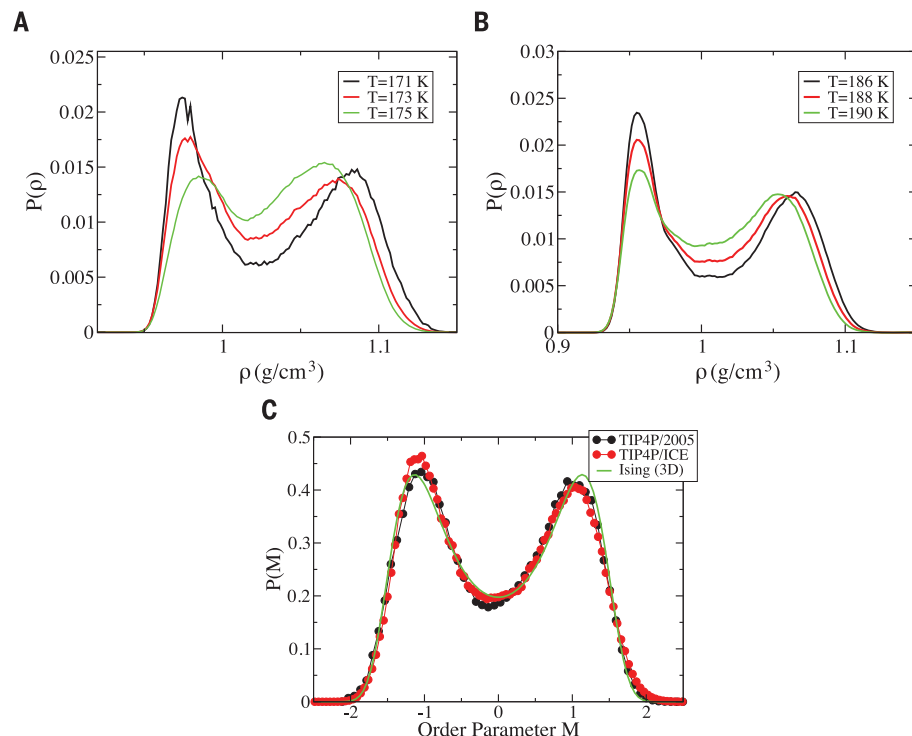 A
T=171 K
T=173 K
T=175 K
P(ρ)
0.025
0.02
0.015
0.01
0.005
0
1
1.1
ρ (g/cm³)
B
T=186 K
T=188 K
T=190 K
P(ρ)
0.03
0.025
0.02
0.015
0.01
0.005
0
0.9
1
1.1
ρ (g/cm³)
C
TIP4P/2005
TIP4P/ICE
Ising (3D)
P(M)
0.5
0.4
0.3
0.2
0.1
0
-2
-1
0
1
2
Order Parameter M